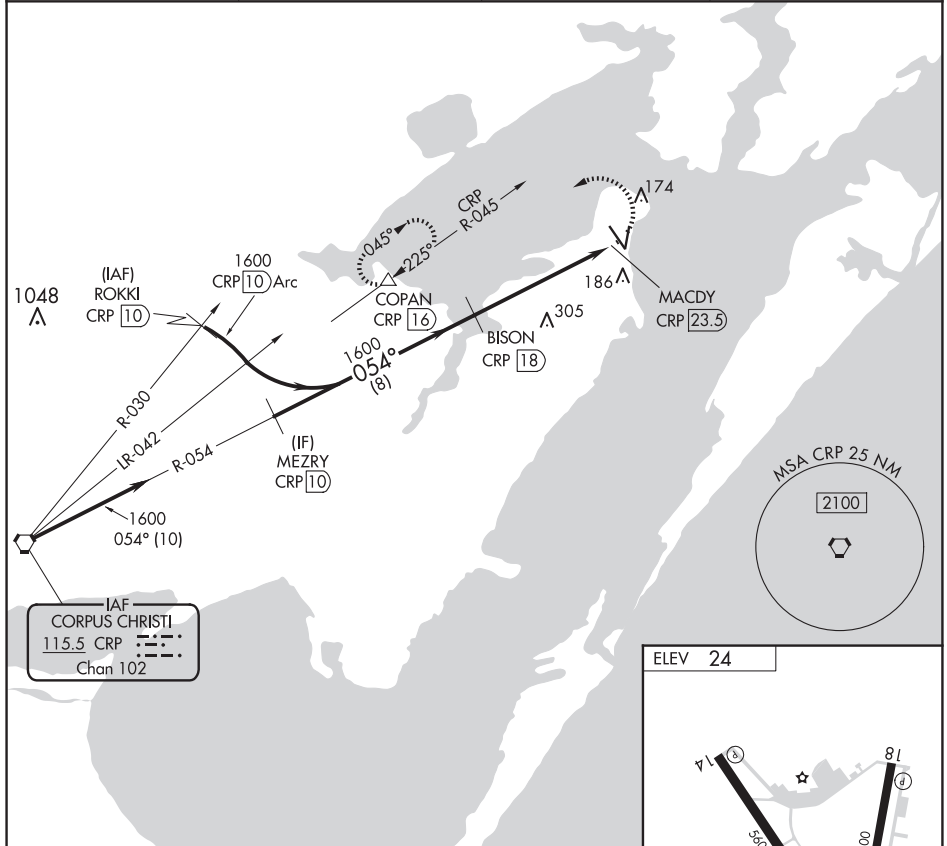 174
CRP
R-045
045°
225°
1600
CRP 10 Arc
(IAF)
ROKKI
CRP 10
1048
COPAN
CRP 16
186
MACDY
CRP 23.5
305
BISON
CRP 18
1600
054°
(8)
R-030
LR-042
R-054
(IF)
MEZRY
CRP 10
MSA CRP 25 NM
2100
1600
054° (10)
IAF
CORPUS CHRISTI
115.5 CRP
Chan 102
ELEV 24
14
P
18
P